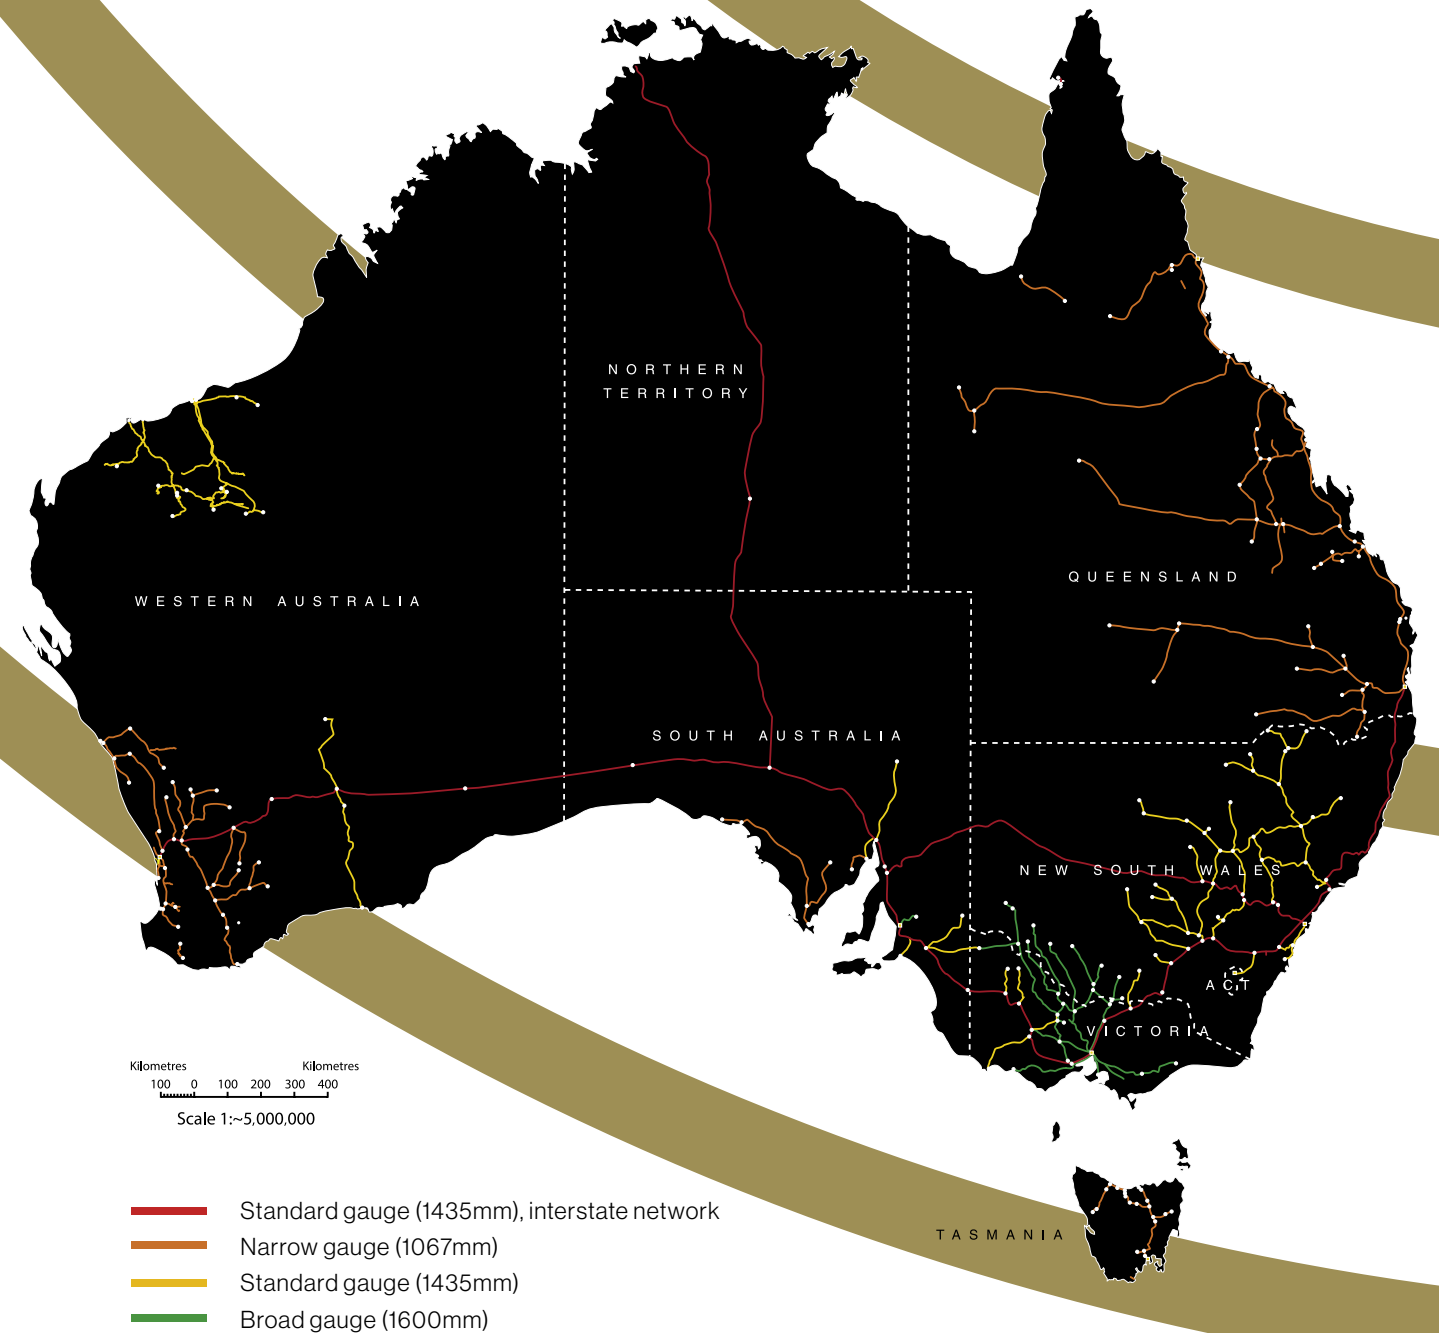 NORTHERN
TERRITORY
QUEENSLAND
WESTERN AUSTRALIA
SOUTH AUSTRALIA
NEW SOUTH WALES
ACT
VICTORIA
Kilometres Kilometres
100 0 100 200 300 400
Scale 1:~5,000,000
TASMANIA
Standard gauge (1435mm), interstate network
Narrow gauge (1067mm)
Standard gauge (1435mm)
Broad gauge (1600mm)